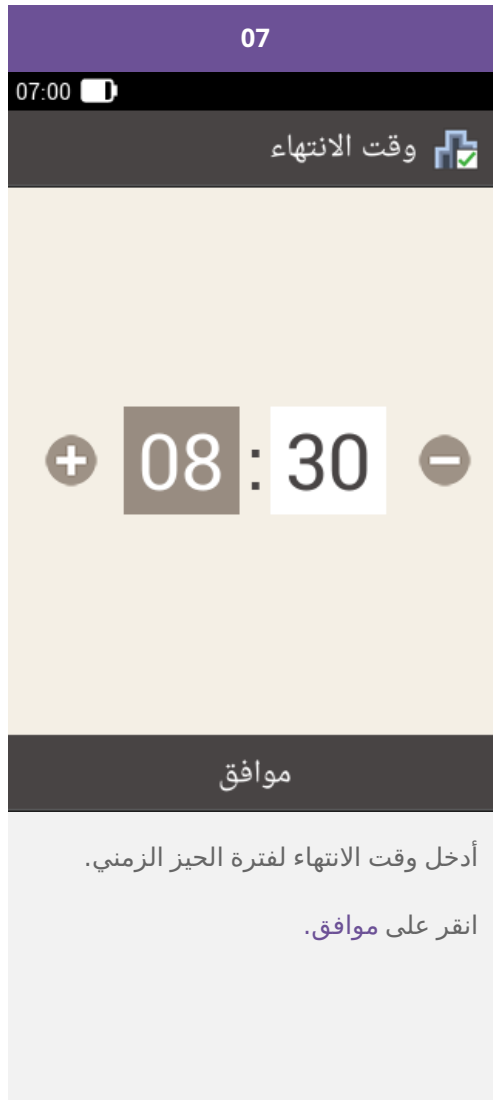 07
07:00
وقت الانتهاء
08 : 30
موافق
أدخل وقت الانتهاء لفترة الحيز الزمني.
انقر على موافق.